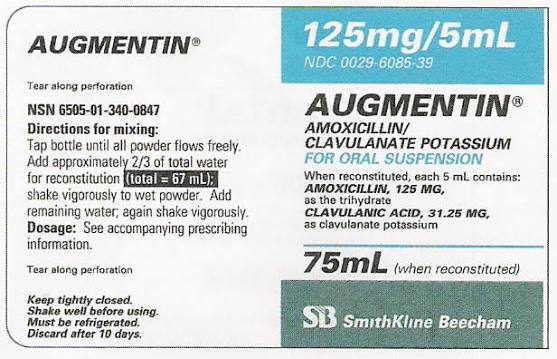 AUGMENTIN®
Tear along perforation
NSN 6505-01-340-0847
Directions for mixing:
Tap bottle until all powder flows freely.
Add approximately 2/3 of total water
for reconstitution (total = 67 mL);
shake vigorously to wet powder. Add
remaining water; again shake vigorously.
Dosage: See accompanying prescribing
information.
Tear along perforation
Keep tightly closed.
Shake well before using.
Must be refrigerated.
Discard after 10 days.
125mg/5mL
NDC 0029-6085-39
AUGMENTIN®
AMOXICILLIN/
CLAVULANATE POTASSIUM
FOR ORAL SUSPENSION
When reconstituted, each 5 mL contains:
AMOXICILLIN, 125 MG,
as the trihydrate
CLAVULANIC ACID, 31.25 MG,
as clavulanate potassium
75mL (when reconstituted)
SB SmithKline Beecham